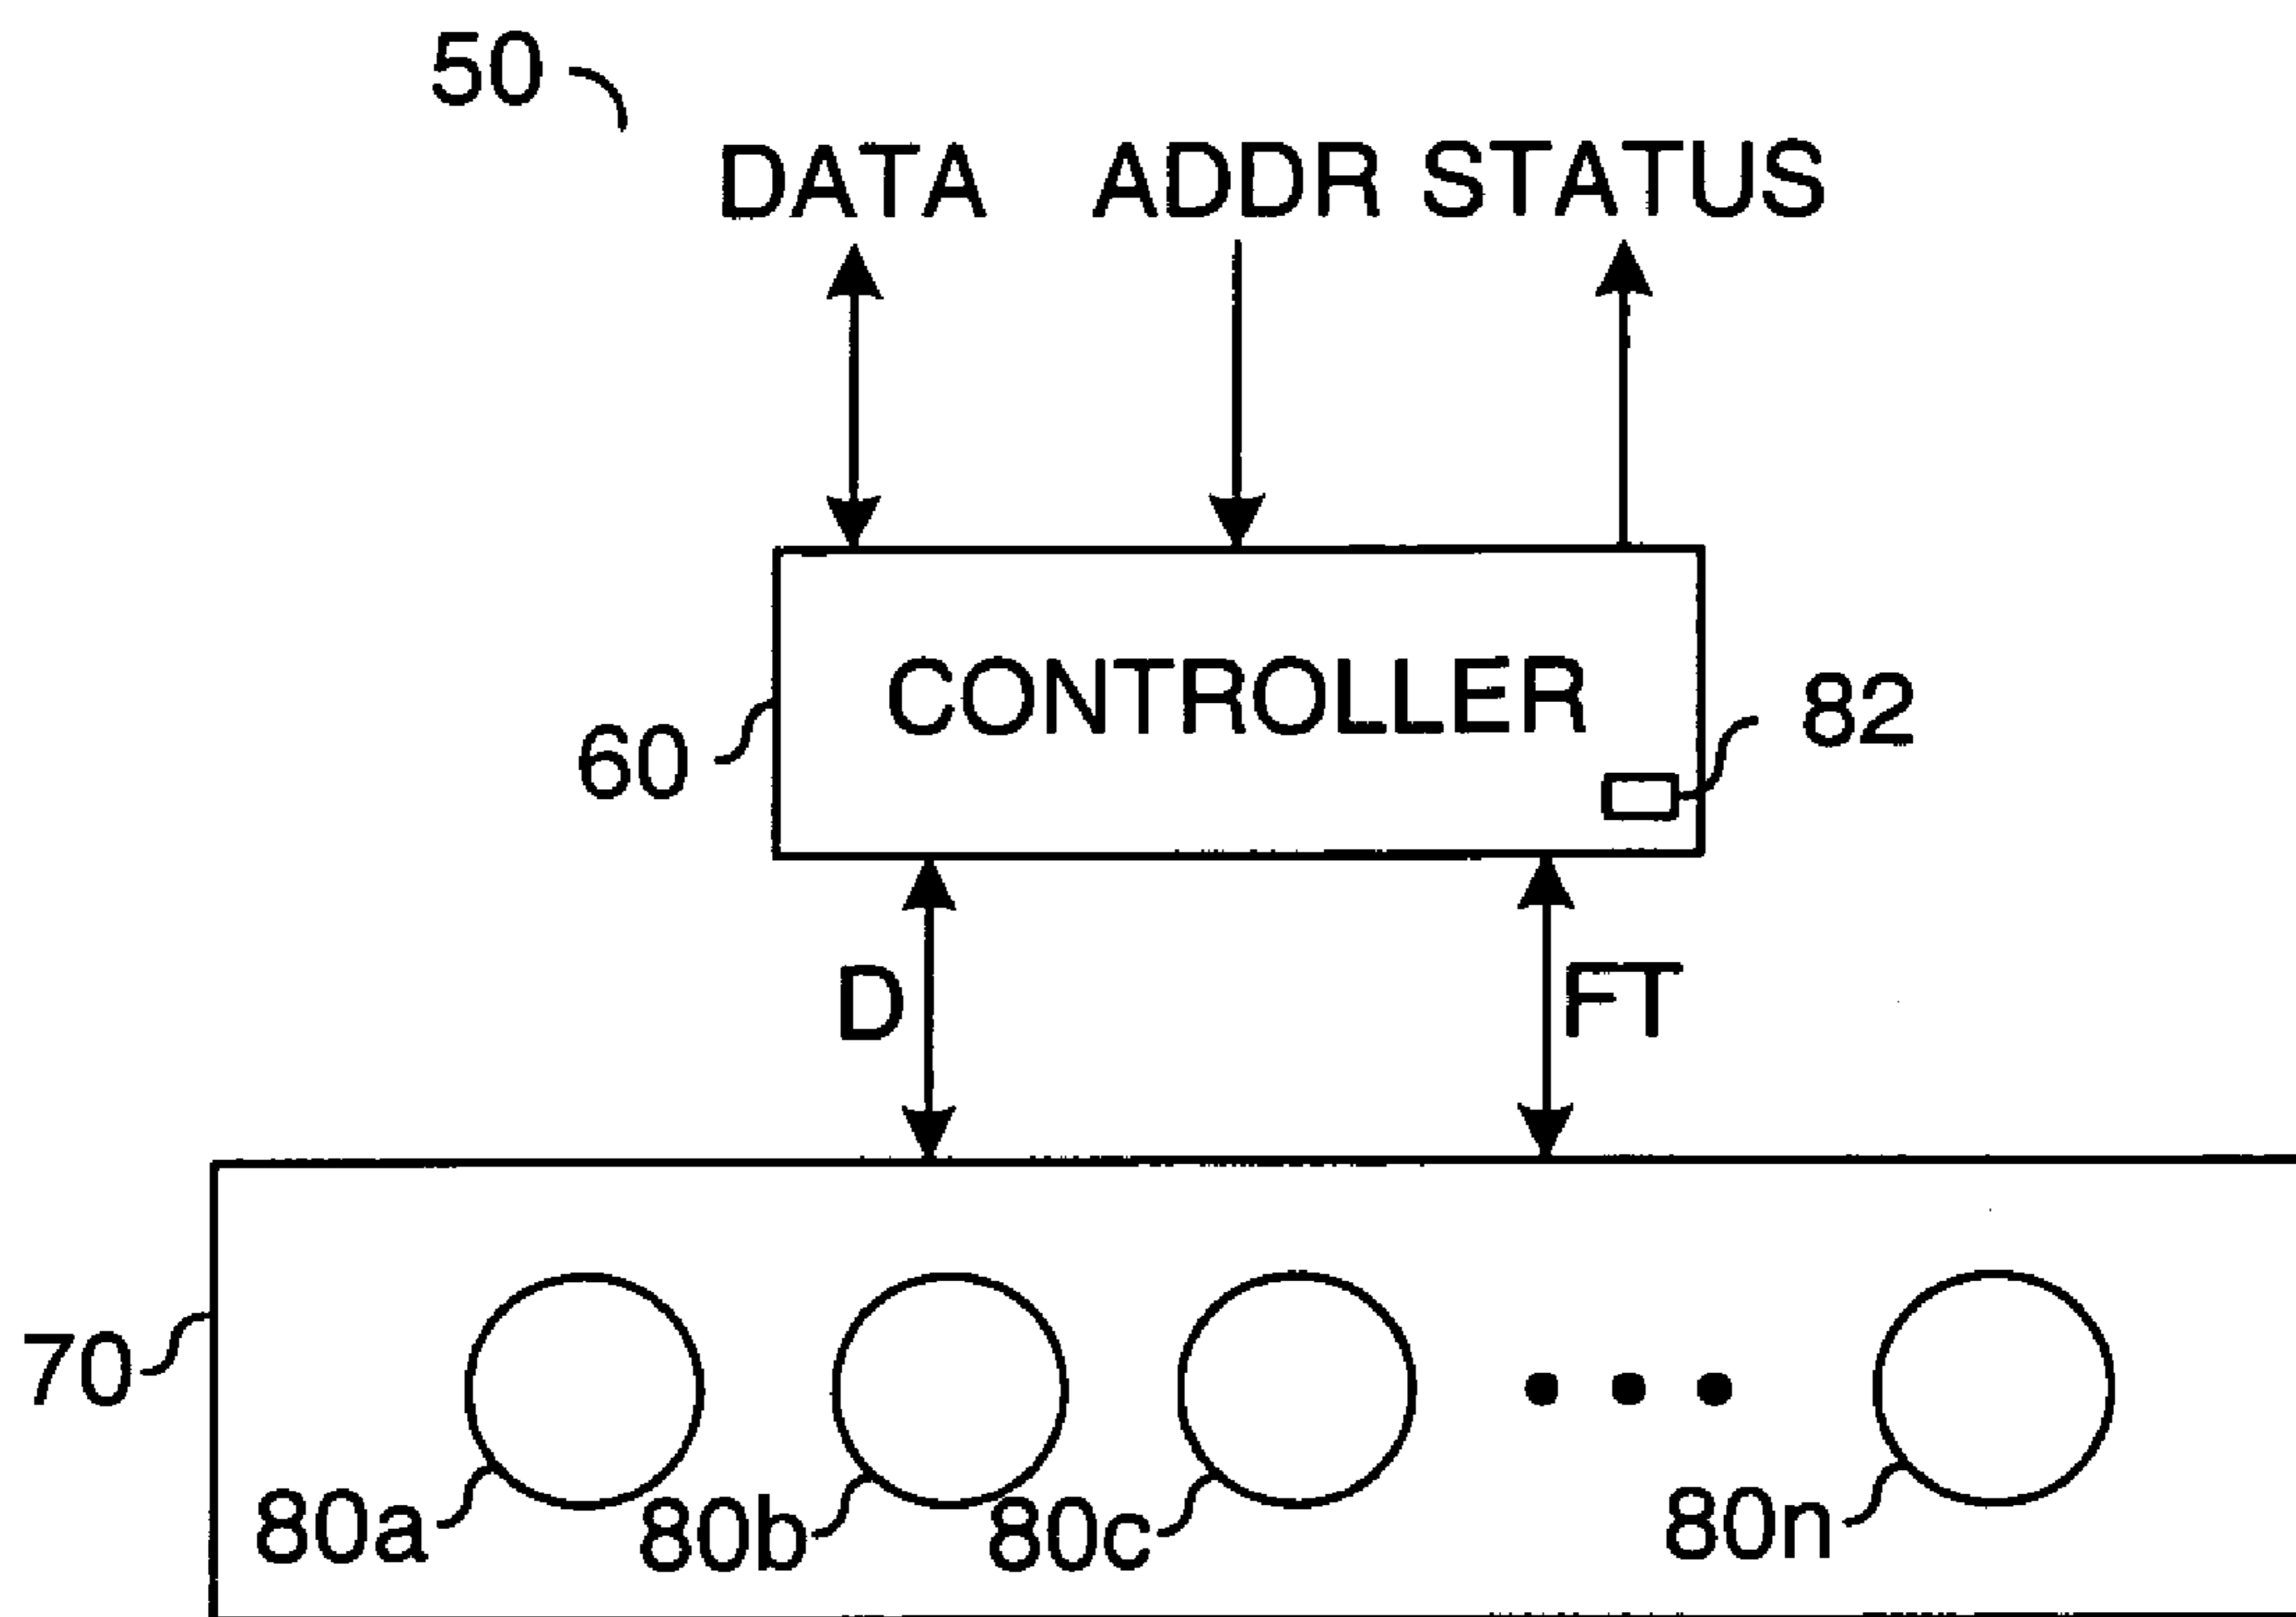 50
DATA ADDR STATUS
CONTROLLER
82
60
D
FT
70
80a 80b 80c 80n